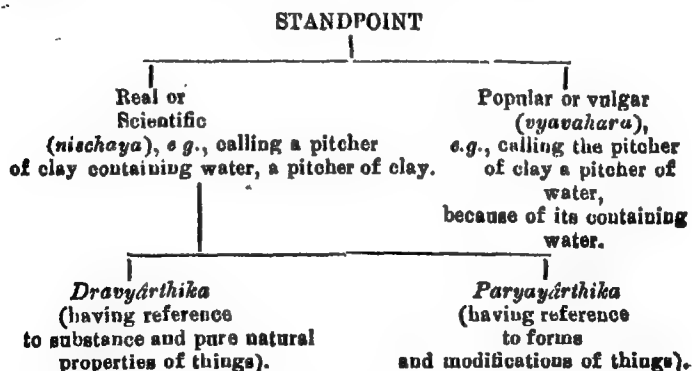 STANDPOINT
Real or
Scientific
(nischaya), e g., calling a pitcher
of clay containing water, a pitcher of clay.
Popular or vulgar
(vyavahara),
e.g., calling the pitcher
of clay a pitcher of
water,
because of its containing
water.
Dravyârthika
(having reference
to substance and pure natural
properties of things).
Paryayârthika
(having reference
to forms
and modifications of things).